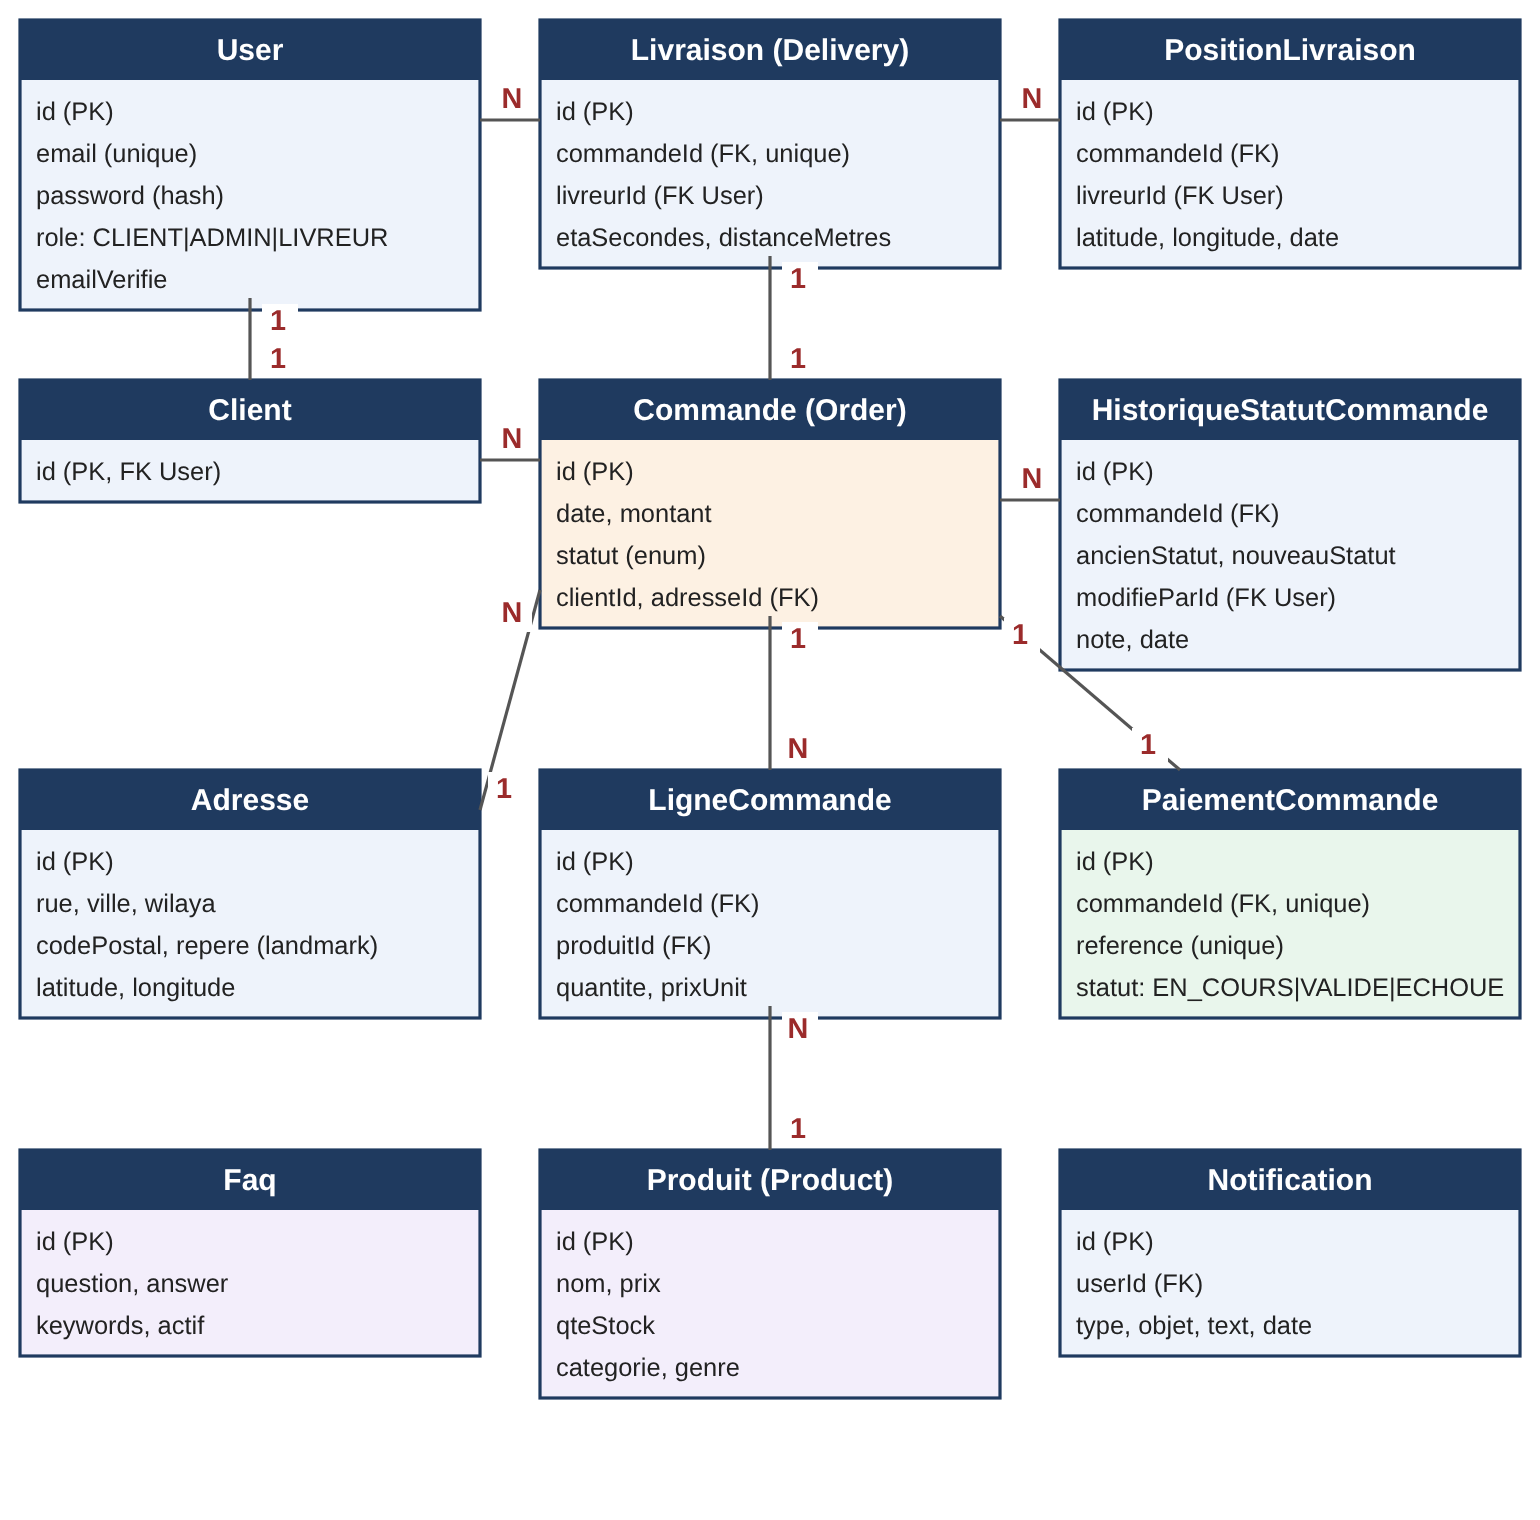 User
id (PK)
email (unique)
password (hash)
role: CLIENT|ADMIN|LIVREUR
emailVerifie
N
Livraison (Delivery)
id (PK)
commandeId (FK, unique)
livreurId (FK User)
etaSecondes, distanceMetres
N
PositionLivraison
id (PK)
commandeId (FK)
livreurId (FK User)
latitude, longitude, date
1
1
1
1
Client
id (PK, FK User)
N
Commande (Order)
id (PK)
date, montant
statut (enum)
clientId, adresseId (FK)
N
HistoriqueStatutCommande
id (PK)
commandeId (FK)
ancienStatut, nouveauStatut
modifieParId (FK User)
note, date
N
1
1
1
N
1
Adresse
id (PK)
rue, ville, wilaya
codePostal, repere (landmark)
latitude, longitude
LigneCommande
id (PK)
commandeId (FK)
produitId (FK)
quantite, prixUnit
PaiementCommande
id (PK)
commandeId (FK, unique)
reference (unique)
statut: EN_COURS|VALIDE|ECHOUE
N
1
Faq
id (PK)
question, answer
keywords, actif
Produit (Product)
id (PK)
nom, prix
qteStock
categorie, genre
Notification
id (PK)
userId (FK)
type, objet, text, date